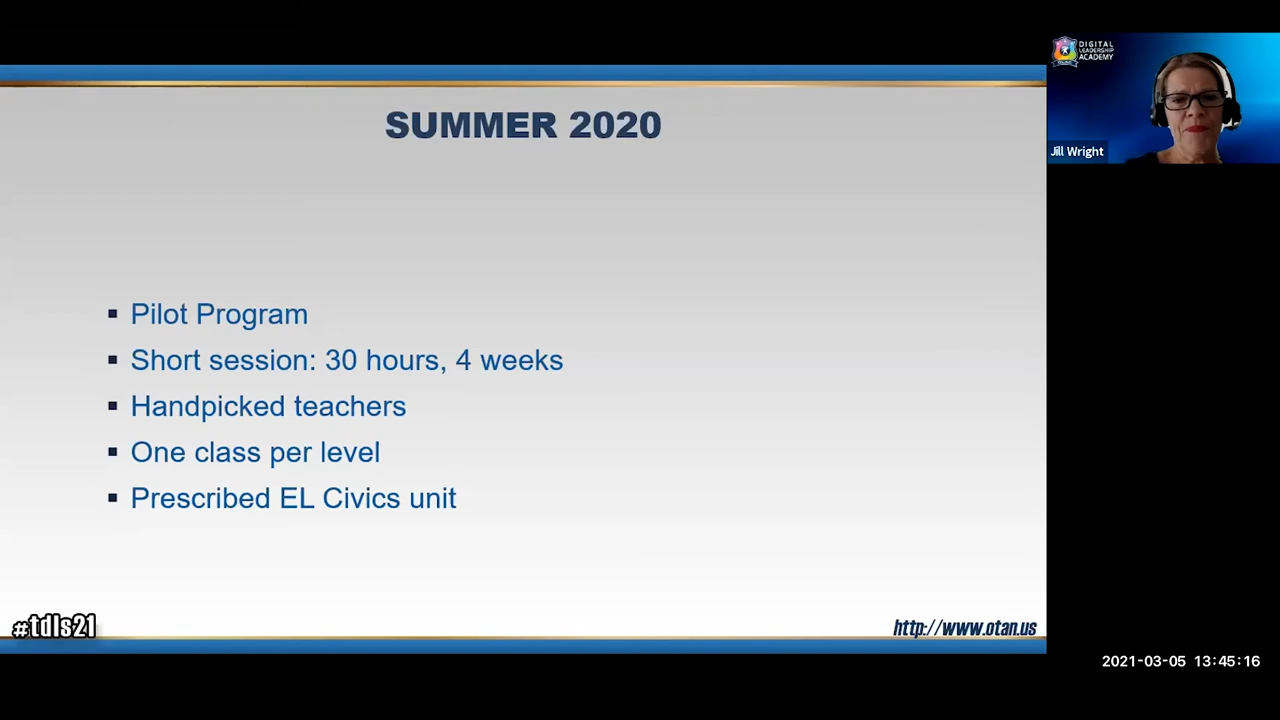 SUMMER 2020
Pilot Program
Short session: 30 hours, 4 weeks
Handpicked teachers
One class per level
Prescribed EL Civics unit
#tdls21
http://www.otan.us
DIGITAL
LEADERSHIP
ACADEMY
Jill Wright
2021-03-05 13:45:16